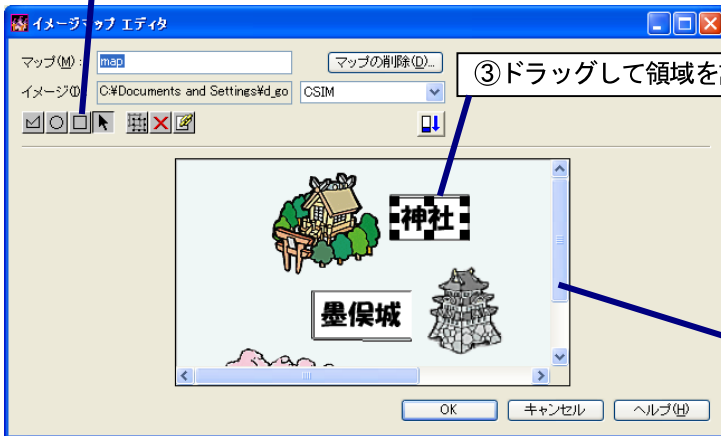 イメージマップ エディタ
マップ(M):
map
マップの削除(D)...
イメージ(I):
C:¥Documents and Settings¥d_go
CSIM
③ドラッグして領域を
神社
墨俣城
OK
キャンセル
ヘルプ(H)